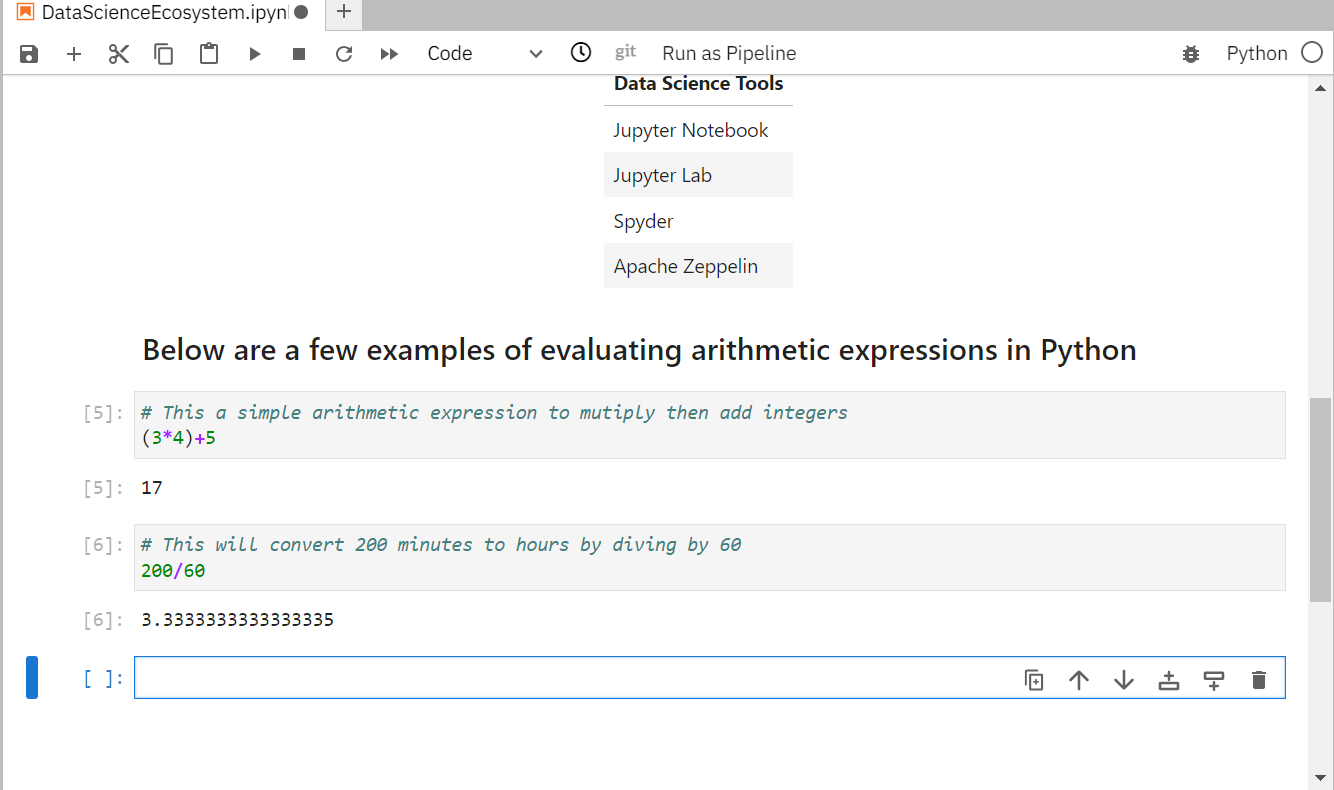 DataScienceEcosystem.ipyn
Code git Run as Pipeline Python
Data Science Tools
Jupyter Notebook
Jupyter Lab
Spyder
Apache Zeppelin
Below are a few examples of evaluating arithmetic expressions in Python
[5]: # This a simple arithmetic expression to mutiply then add integers
(3*4)+5
[5]: 17
[6]: # This will convert 200 minutes to hours by diving by 60
200/60
[6]: 3.3333333333333335
[ ]: